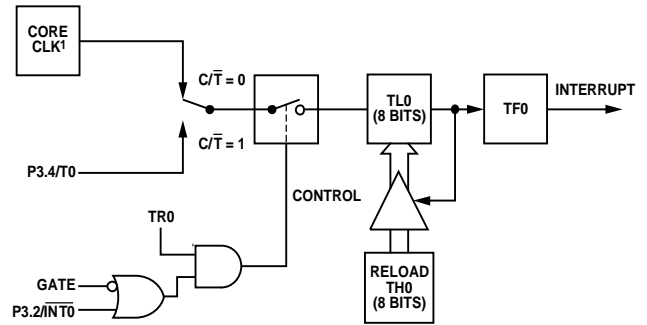 CORE
CLK¹
C/T̅ = 0
C/T̅ = 1
P3.4/T0
TL0
(8 BITS)
TF0
INTERRUPT
CONTROL
TR0
GATE
P3.2/I̅N̅T̅0̅
RELOAD
TH0
(8 BITS)